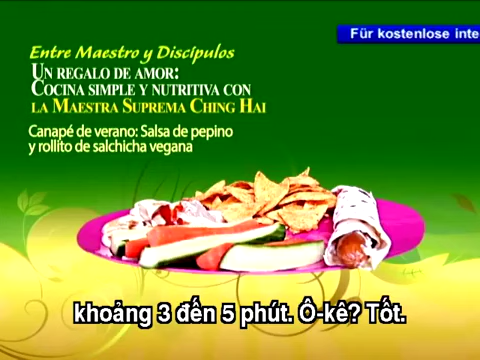 Entre Maestro y Discípulos
Für kostenlose inte
UN REGALO DE AMOR:
COCINA SIMPLE Y NUTRITIVA CON
LA MAESTRA SUPREMA CHING HAI
Canapé de verano: Salsa de pepino
y rollito de salchicha vegana
khoảng 3 đến 5 phút. Ô-kê? Tốt.